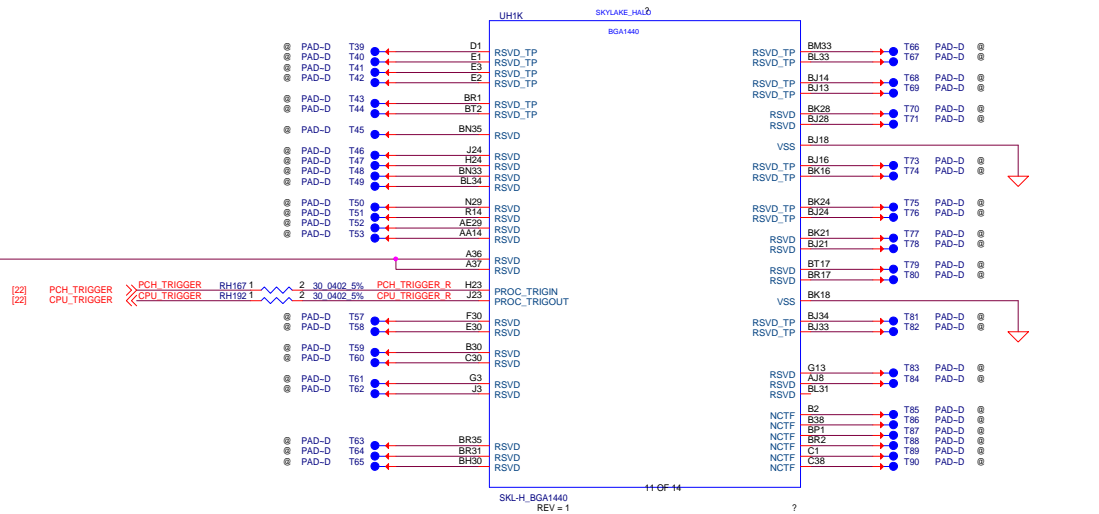 UH1K SKYLAKE_HALO ?
BGA1440
@ PAD-D T39 D1 RSVD_TP RSVD_TP BM33 T66 PAD-D @
@ PAD-D T40 E1 RSVD_TP RSVD_TP BL33 T67 PAD-D @
@ PAD-D T41 E3 RSVD_TP
@ PAD-D T42 E2 RSVD_TP RSVD_TP BJ14 T68 PAD-D @
RSVD_TP BJ13 T69 PAD-D @
@ PAD-D T43 BR1 RSVD_TP
@ PAD-D T44 BT2 RSVD_TP RSVD BK28 T70 PAD-D @
RSVD BJ28 T71 PAD-D @
@ PAD-D T45 BN35 RSVD
VSS BJ18
@ PAD-D T46 J24 RSVD
@ PAD-D T47 H24 RSVD RSVD_TP BJ16 T73 PAD-D @
@ PAD-D T48 BN33 RSVD RSVD_TP BK16 T74 PAD-D @
@ PAD-D T49 BL34 RSVD
@ PAD-D T50 N29 RSVD RSVD_TP BK24 T75 PAD-D @
@ PAD-D T51 R14 RSVD RSVD_TP BJ24 T76 PAD-D @
@ PAD-D T52 AE29 RSVD
@ PAD-D T53 AA14 RSVD RSVD BK21 T77 PAD-D @
RSVD BJ21 T78 PAD-D @
A36 RSVD
A37 RSVD RSVD BT17 T79 PAD-D @
RSVD BR17 T80 PAD-D @
[22] PCH_TRIGGER PCH_TRIGGER RH167 1 2 30_0402_5% PCH_TRIGGER_R H23 PROC_TRIGIN
[22] CPU_TRIGGER CPU_TRIGGER RH192 1 2 30_0402_5% CPU_TRIGGER_R J23 PROC_TRIGOUT VSS BK18
@ PAD-D T57 F30 RSVD RSVD_TP BJ34 T81 PAD-D @
@ PAD-D T58 E30 RSVD RSVD_TP BJ33 T82 PAD-D @
@ PAD-D T59 B30 RSVD
@ PAD-D T60 C30 RSVD
RSVD G13 T83 PAD-D @
@ PAD-D T61 G3 RSVD RSVD AJ8 T84 PAD-D @
@ PAD-D T62 J3 RSVD RSVD BL31
NCTF B2 T85 PAD-D @
NCTF B38 T86 PAD-D @
NCTF BP1 T87 PAD-D @
@ PAD-D T63 BR35 RSVD NCTF BR2 T88 PAD-D @
@ PAD-D T64 BR31 RSVD NCTF C1 T89 PAD-D @
@ PAD-D T65 BH30 RSVD NCTF C38 T90 PAD-D @
11 OF 14
SKL-H_BGA1440
REV = 1 ?